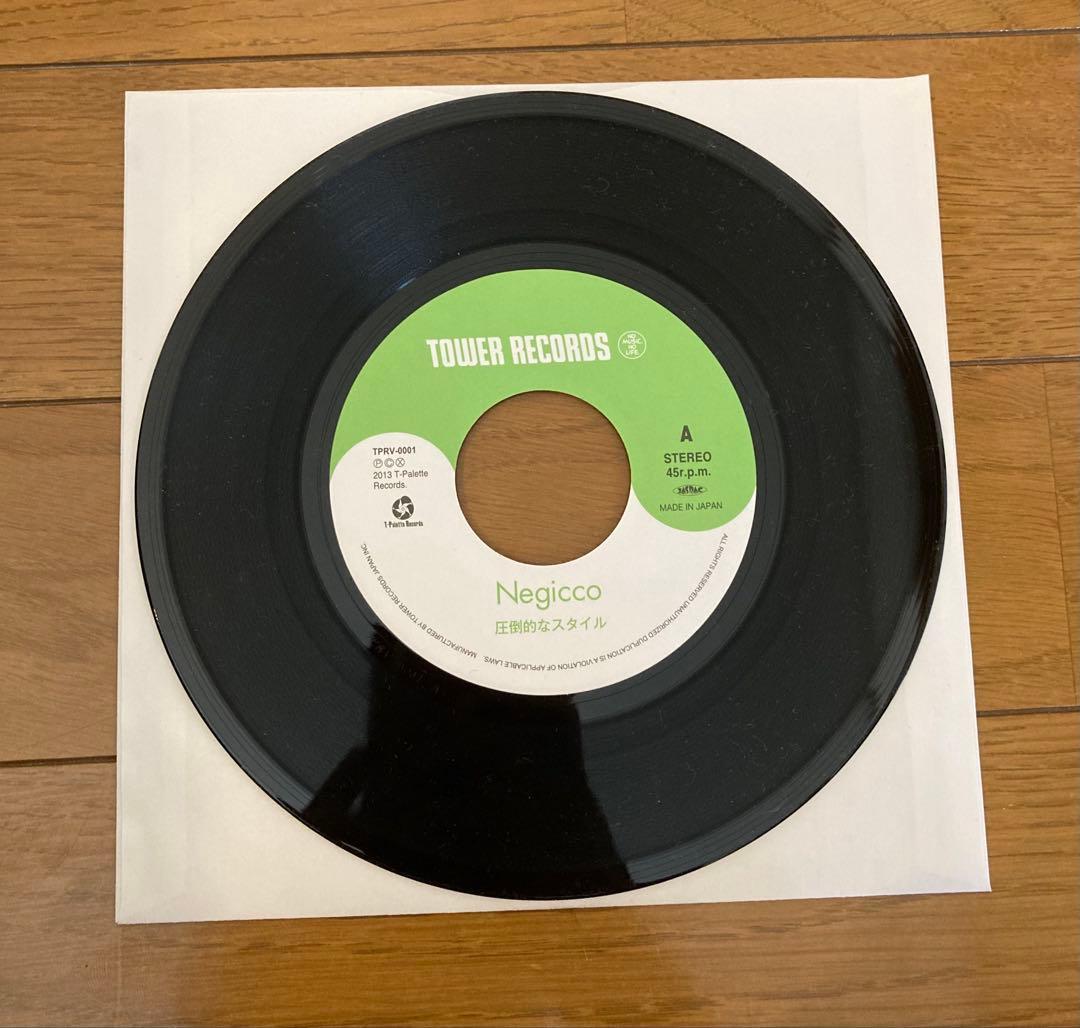 TOWER RECORDS
NO MUSIC, NO LIFE.
A
STEREO
45r.p.m.
JASRAC
MADE IN JAPAN
TPRV-0001
ⓅⒸⓍ
2013 T-Palette
Records.
T-Palette Records
Negicco
圧倒的なスタイル
ALL RIGHTS RESERVED UNAUTHORIZED DUPLICATION IS A VIOLATION OF APPLICABLE LAWS. MANUFACTURED BY TOWER RECORDS JAPAN INC.